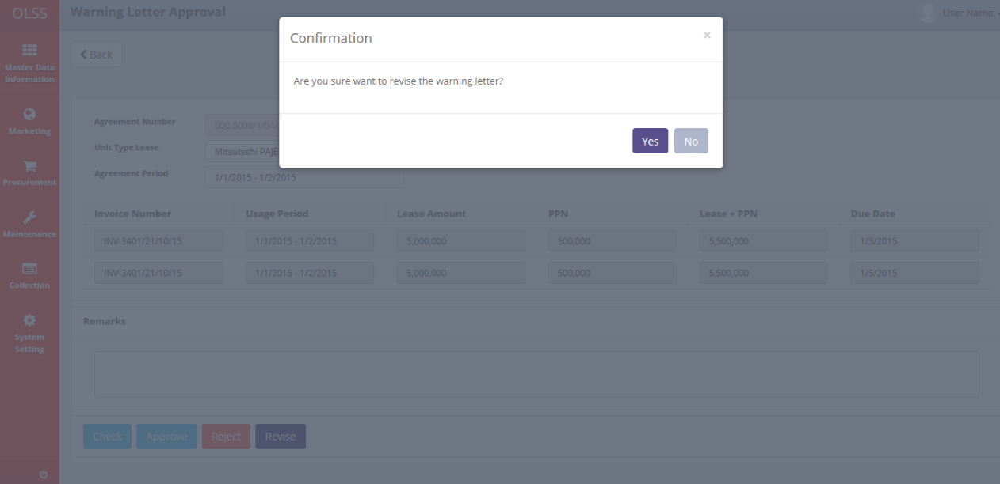 OLSS
Warning Letter Approval
User Name
Confirmation
×
Back
Are you sure want to revise the warning letter?
Yes
No
Master Data
Information
Marketing
Procurement
Maintenance
Collection
System
Setting
Agreement Number
000.0009/4/04/
Unit Type Lease
Mitsubishi PAJE
Agreement Period
1/1/2015 - 1/2/2015
Invoice Number Usage Period Lease Amount PPN Lease + PPN Due Date
INV-3401/21/10/15 1/1/2015 - 1/2/2015 5,000,000 500,000 5,500,000 1/5/2015
INV-3401/21/10/15 1/1/2015 - 1/2/2015 5,000,000 500,000 5,500,000 1/5/2015
Remarks
Check Approve Reject Revise